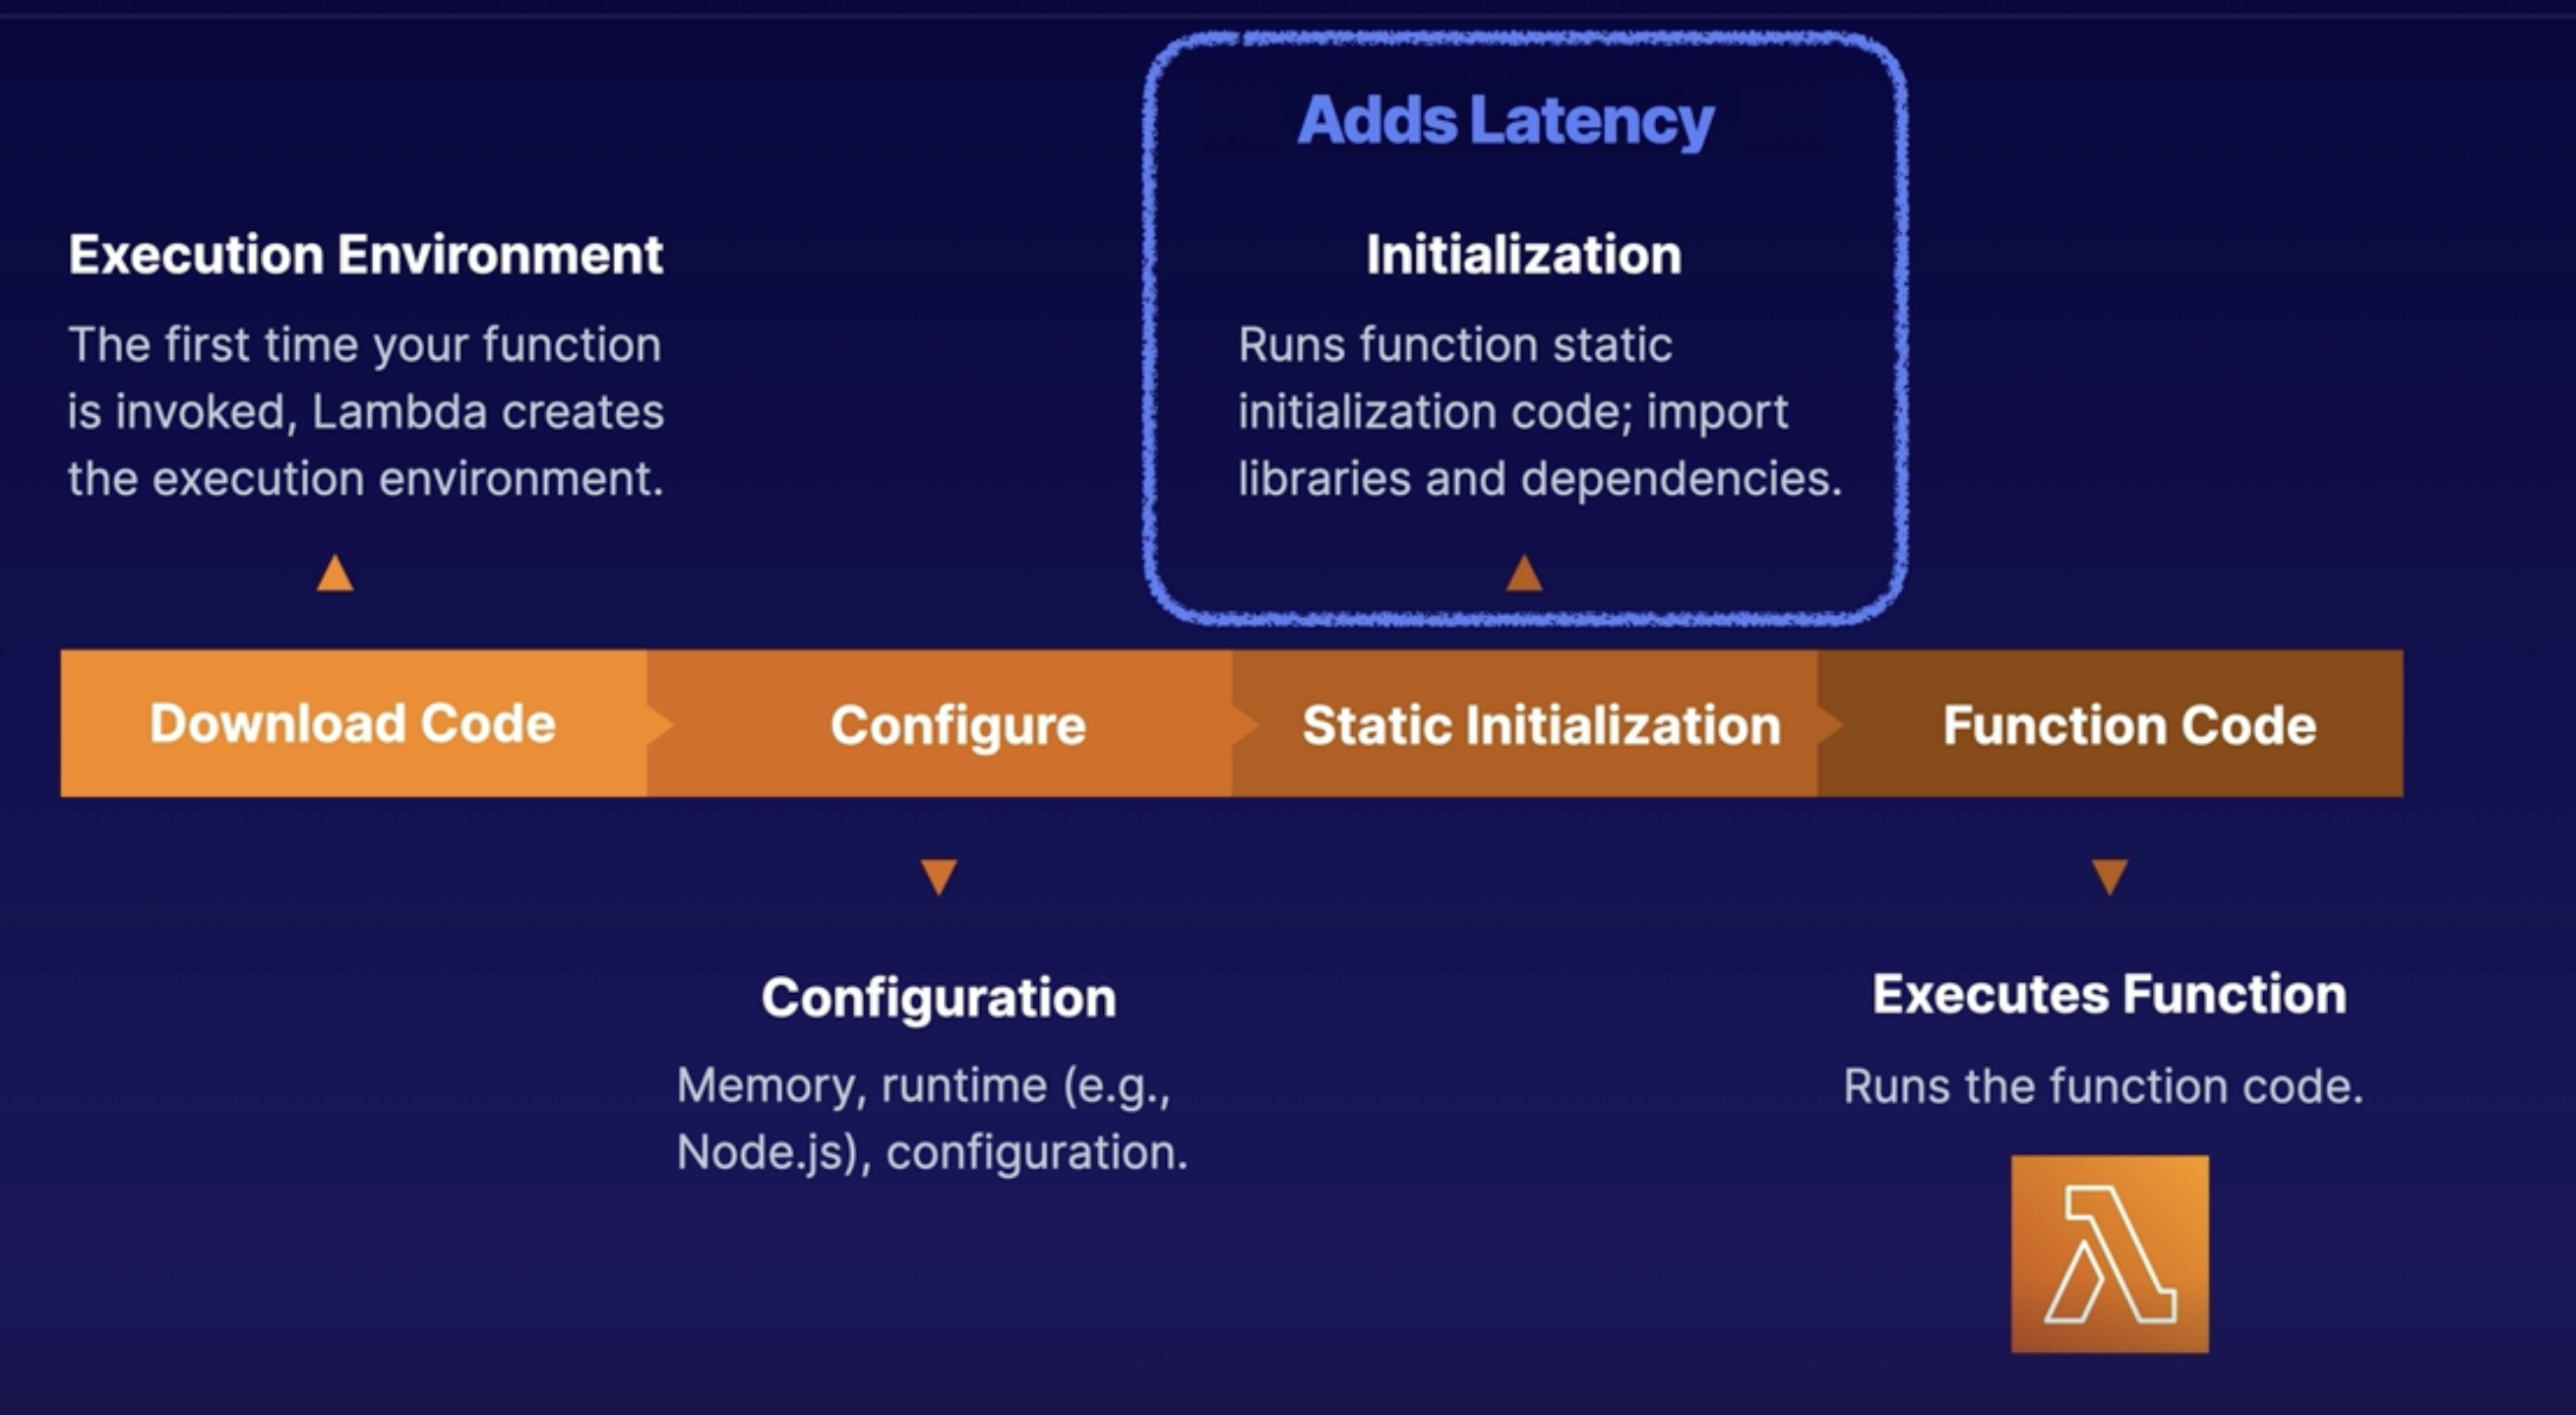 Adds Latency
Execution Environment
The first time your function
is invoked, Lambda creates
the execution environment.
Initialization
Runs function static
initialization code; import
libraries and dependencies.
Download Code
Configure
Static Initialization
Function Code
Configuration
Memory, runtime (e.g.,
Node.js), configuration.
Executes Function
Runs the function code.